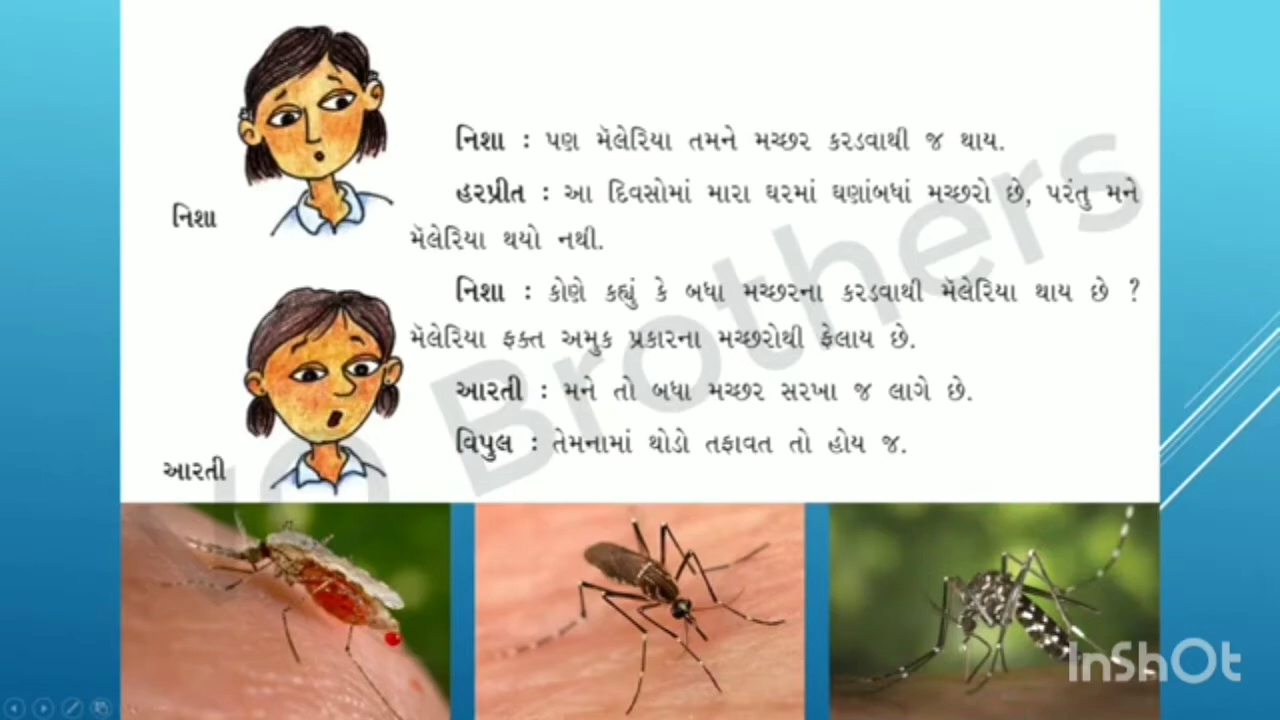 નિશા : પણ મૅલેરિયા તમને મચ્છર કરડવાથી જ થાય.
હરપ્રીત : આ દિવસોમાં મારા ઘરમાં ઘણાંબધાં મચ્છરો છે, પરંતુ મને
નિશા
મૅલેરિયા થયો નથી.
નિશા : કોણે કહ્યું કે બધા મચ્છરના કરડવાથી મૅલેરિયા થાય છે ?
મૅલેરિયા ફક્ત અમુક પ્રકારના મચ્છરોથી ફેલાય છે.
આરતી : મને તો બધા મચ્છર સરખા જ લાગે છે.
વિપુલ : તેમનામાં થોડો તફાવત તો હોય જ.
આરતી
Brothers
InShOt